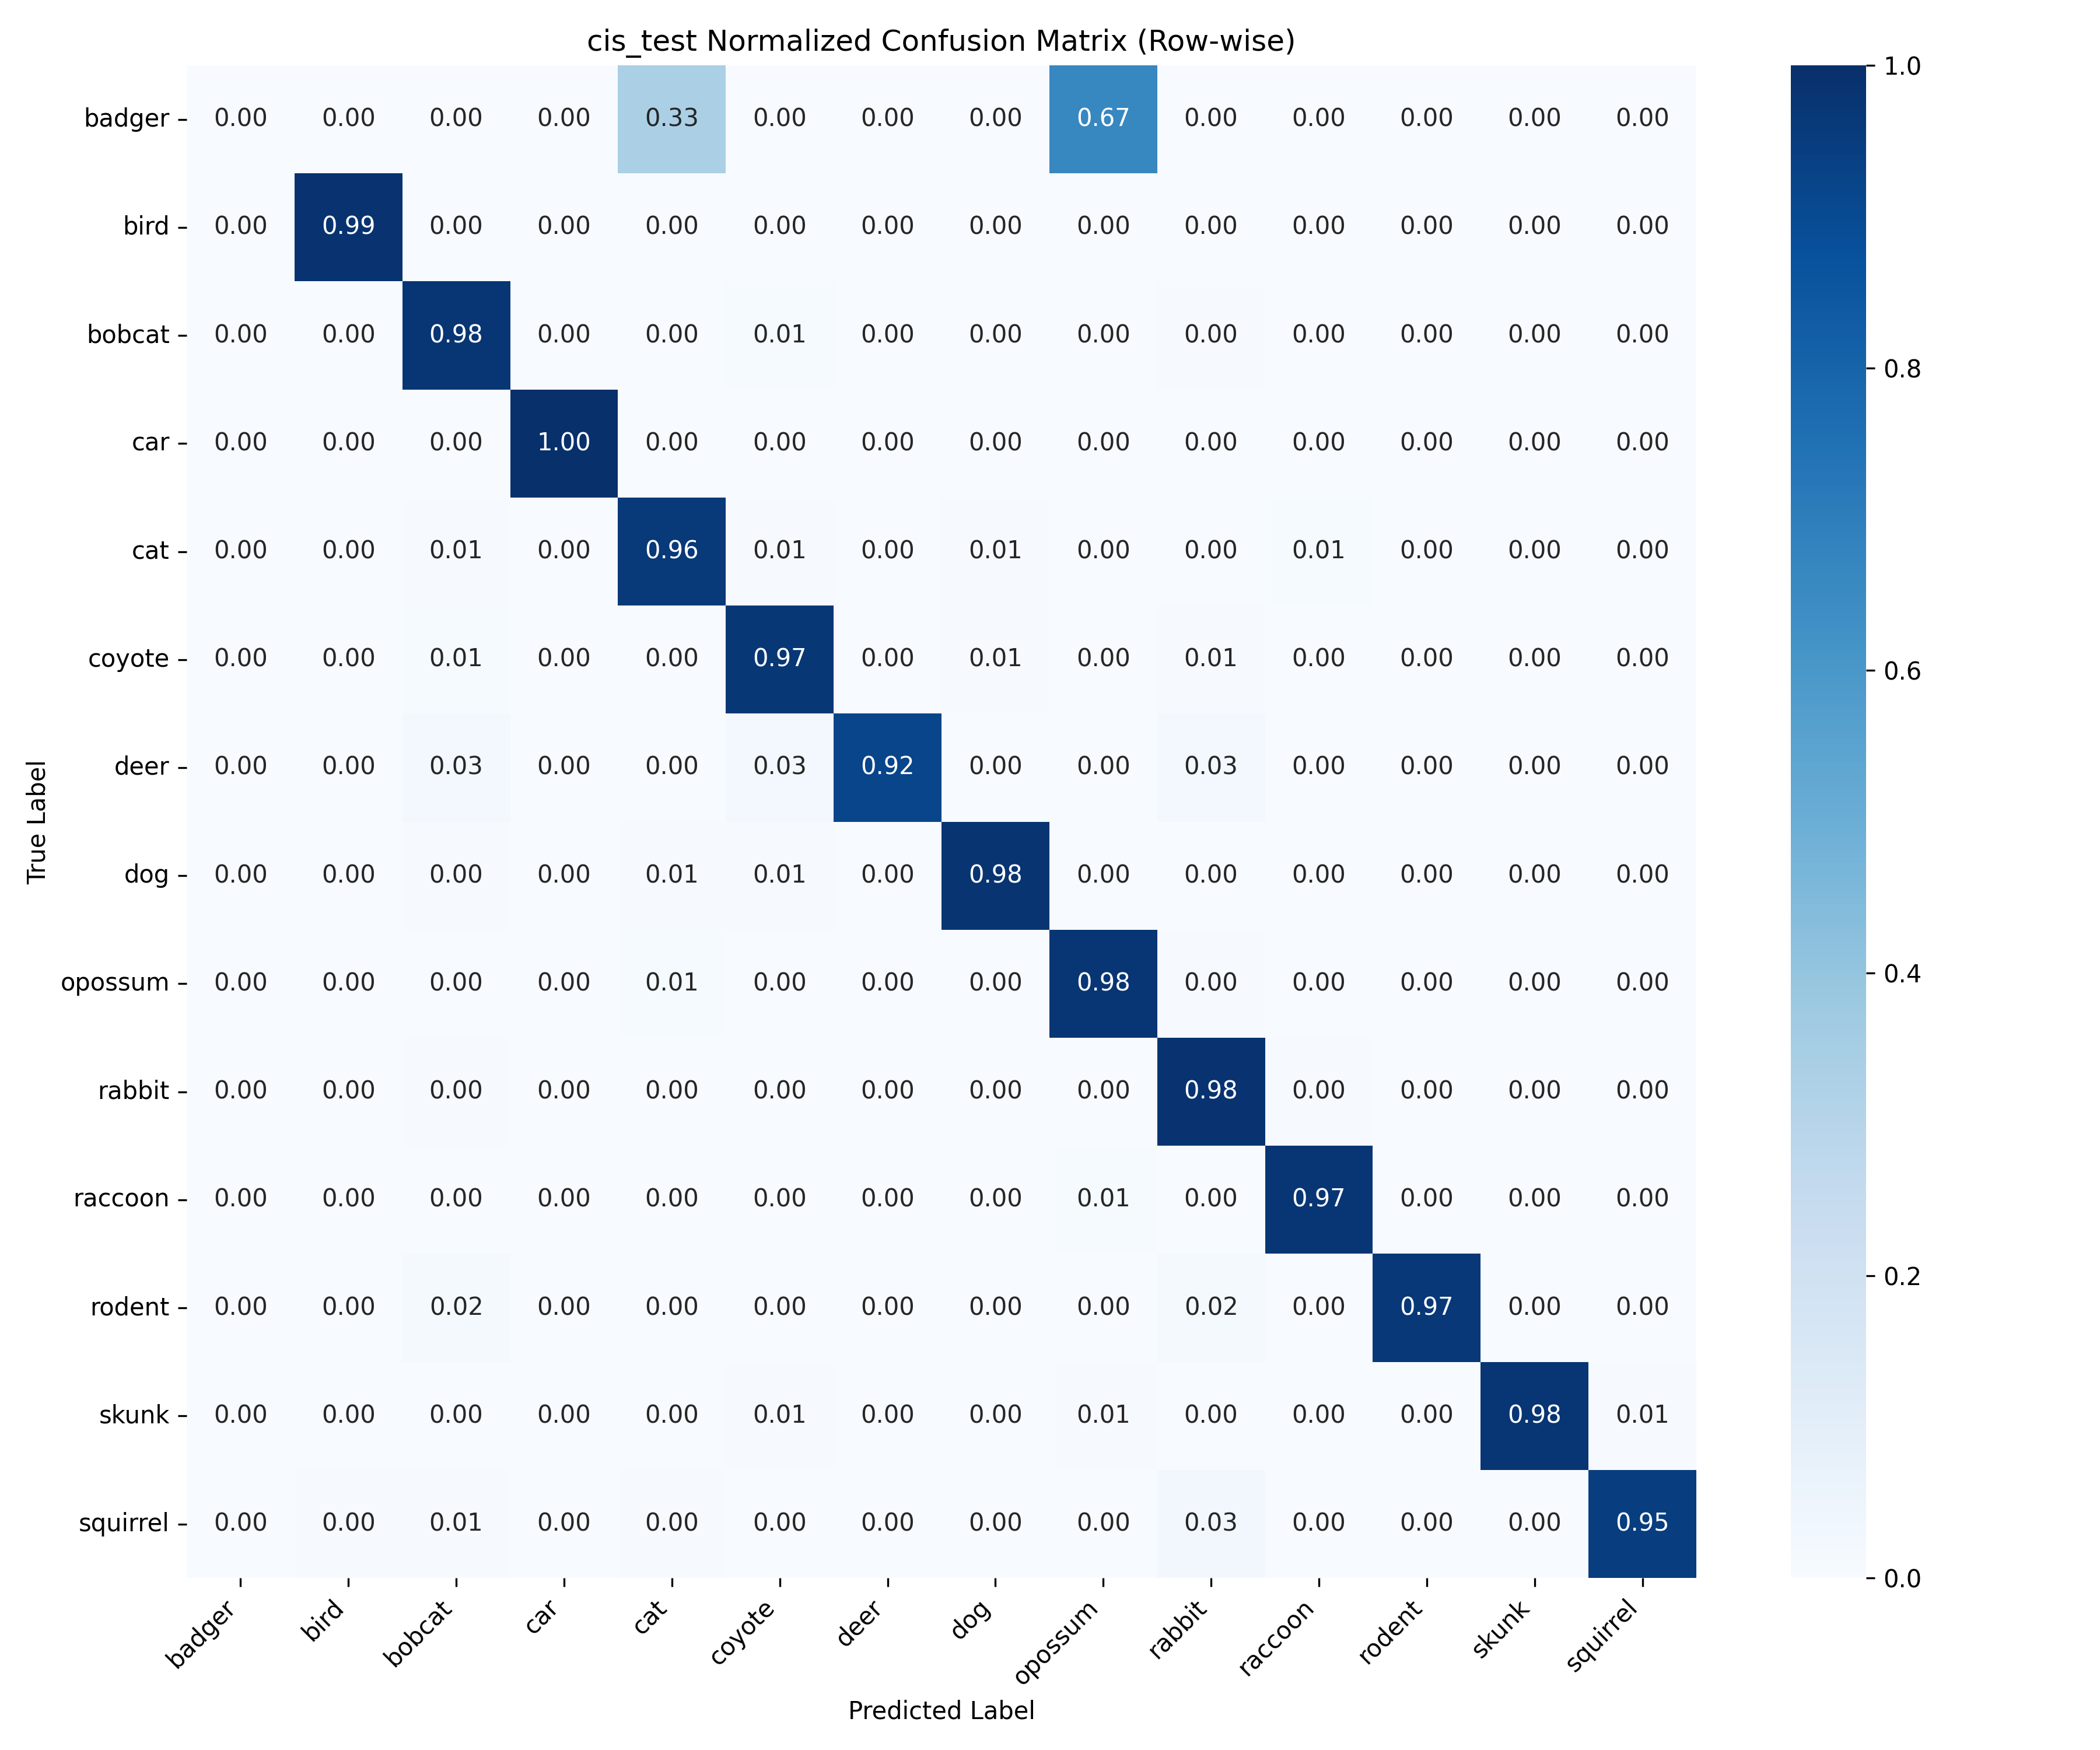 cis_test Normalized Confusion Matrix (Row-wise)
badger 0.00 0.00 0.00 0.00 0.33 0.00 0.00 0.00 0.67 0.00 0.00 0.00 0.00 0.00
bird 0.00 0.99 0.00 0.00 0.00 0.00 0.00 0.00 0.00 0.00 0.00 0.00 0.00 0.00
bobcat 0.00 0.00 0.98 0.00 0.00 0.01 0.00 0.00 0.00 0.00 0.00 0.00 0.00 0.00
car 0.00 0.00 0.00 1.00 0.00 0.00 0.00 0.00 0.00 0.00 0.00 0.00 0.00 0.00
cat 0.00 0.00 0.01 0.00 0.96 0.01 0.00 0.01 0.00 0.00 0.01 0.00 0.00 0.00
coyote 0.00 0.00 0.01 0.00 0.00 0.97 0.00 0.01 0.00 0.01 0.00 0.00 0.00 0.00
deer 0.00 0.00 0.03 0.00 0.00 0.03 0.92 0.00 0.00 0.03 0.00 0.00 0.00 0.00
dog 0.00 0.00 0.00 0.00 0.01 0.01 0.00 0.98 0.00 0.00 0.00 0.00 0.00 0.00
opossum 0.00 0.00 0.00 0.00 0.01 0.00 0.00 0.00 0.98 0.00 0.00 0.00 0.00 0.00
rabbit 0.00 0.00 0.00 0.00 0.00 0.00 0.00 0.00 0.00 0.98 0.00 0.00 0.00 0.00
raccoon 0.00 0.00 0.00 0.00 0.00 0.00 0.00 0.00 0.01 0.00 0.97 0.00 0.00 0.00
rodent 0.00 0.00 0.02 0.00 0.00 0.00 0.00 0.00 0.00 0.02 0.00 0.97 0.00 0.00
skunk 0.00 0.00 0.00 0.00 0.00 0.01 0.00 0.00 0.01 0.00 0.00 0.00 0.98 0.01
squirrel 0.00 0.00 0.01 0.00 0.00 0.00 0.00 0.00 0.00 0.03 0.00 0.00 0.00 0.95
badger bird bobcat car cat coyote deer dog opossum rabbit raccoon rodent skunk squirrel
Predicted Label
True Label
1.0
0.8
0.6
0.4
0.2
0.0